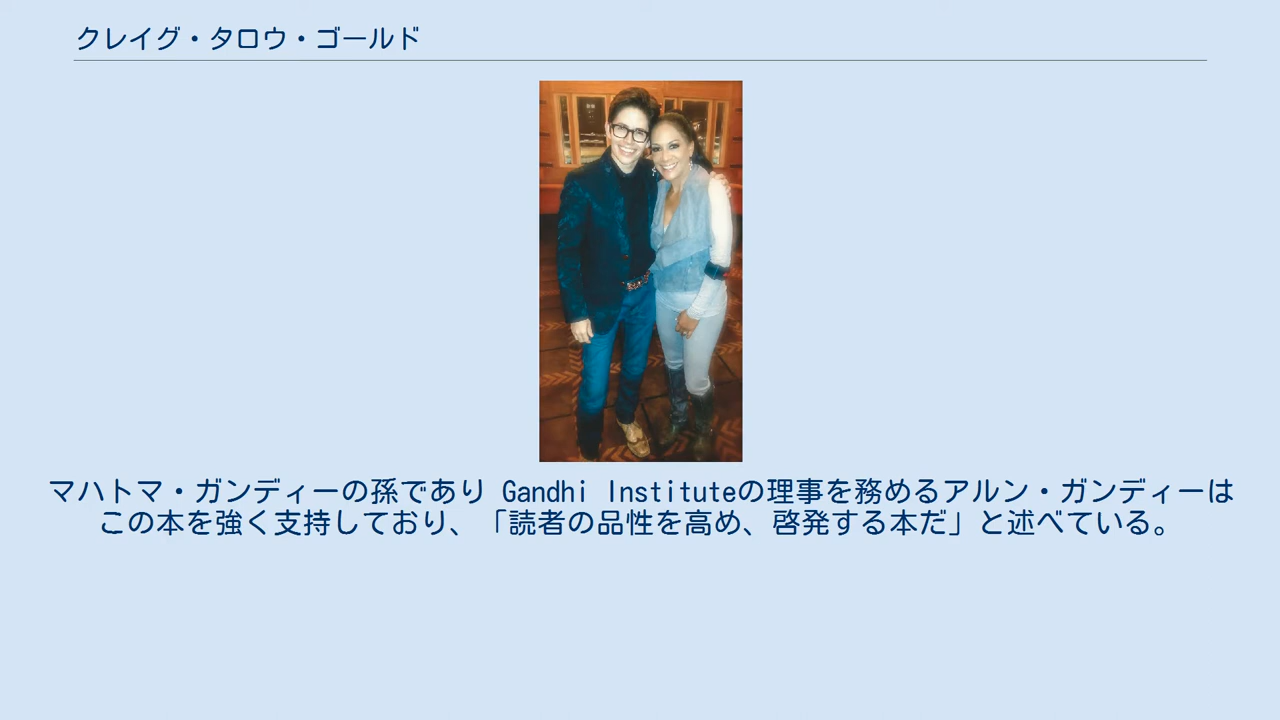 クレイグ・タロウ・ゴールド
マハトマ・ガンディーの孫であり Gandhi Instituteの理事を務めるアルン・ガンディーは
この本を強く支持しており、「読者の品性を高め、啓発する本だ」と述べている。